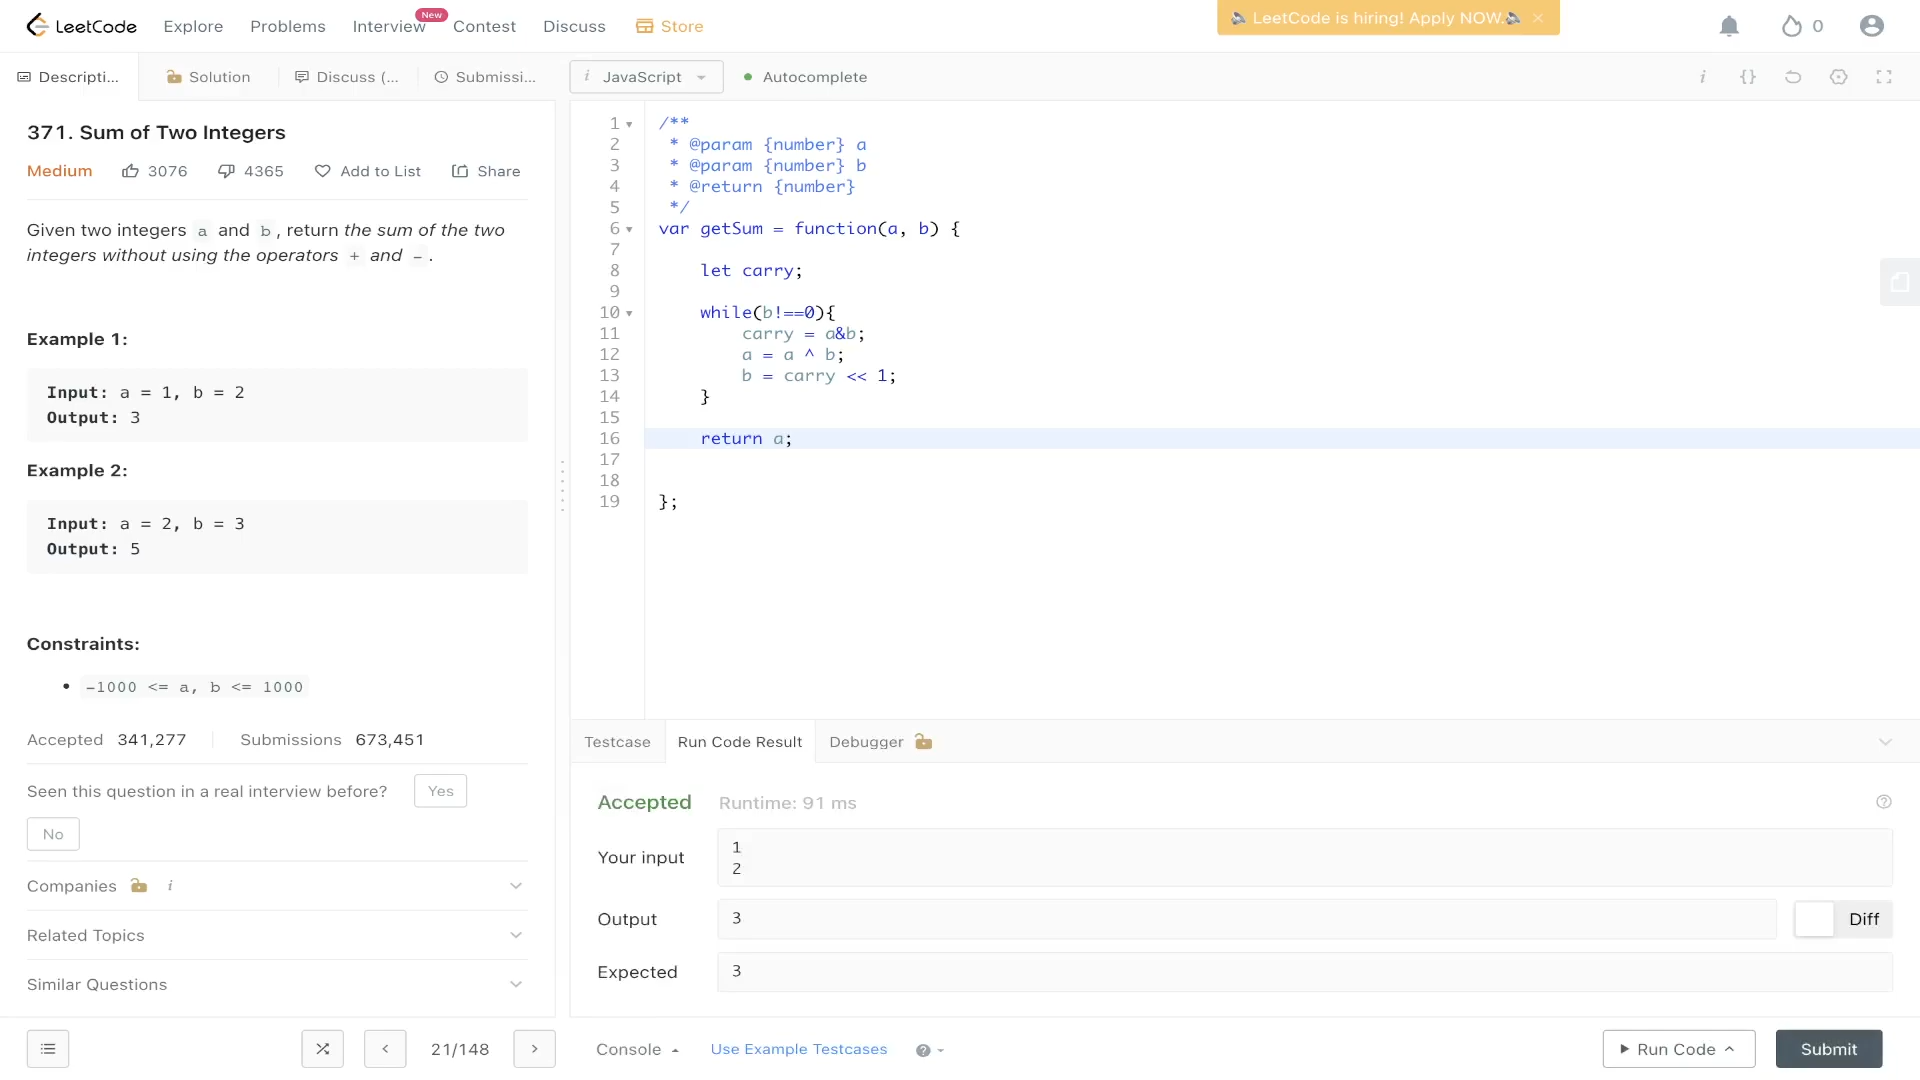 LeetCode
Explore
Problems
Interview
New
Contest
Discuss
Store
LeetCode is hiring! Apply NOW.
0
Descripti...
Solution
Discuss (...
Submissi...
i JavaScript
Autocomplete
i {}
371. Sum of Two Integers
Medium 3076 4365 Add to List Share
Given two integers a and b, return the sum of the two
integers without using the operators + and -.
Example 1:
Input: a = 1, b = 2
Output: 3
Example 2:
Input: a = 2, b = 3
Output: 5
Constraints:
-1000 <= a, b <= 1000
Accepted 341,277 Submissions 673,451
Seen this question in a real interview before? Yes
No
Companies i
Related Topics
Similar Questions
21/148
1 /**
2  * @param {number} a
3  * @param {number} b
4  * @return {number}
5  */
6 var getSum = function(a, b) {
7
8     let carry;
9
10     while(b!==0){
11         carry = a&b;
12         a = a ^ b;
13         b = carry << 1;
14     }
15
16     return a;
17
18
19 };
Testcase
Run Code Result
Debugger
Accepted Runtime: 91 ms
Your input
1
2
Output
3
Diff
Expected
3
Console
Use Example Testcases
Run Code
Submit